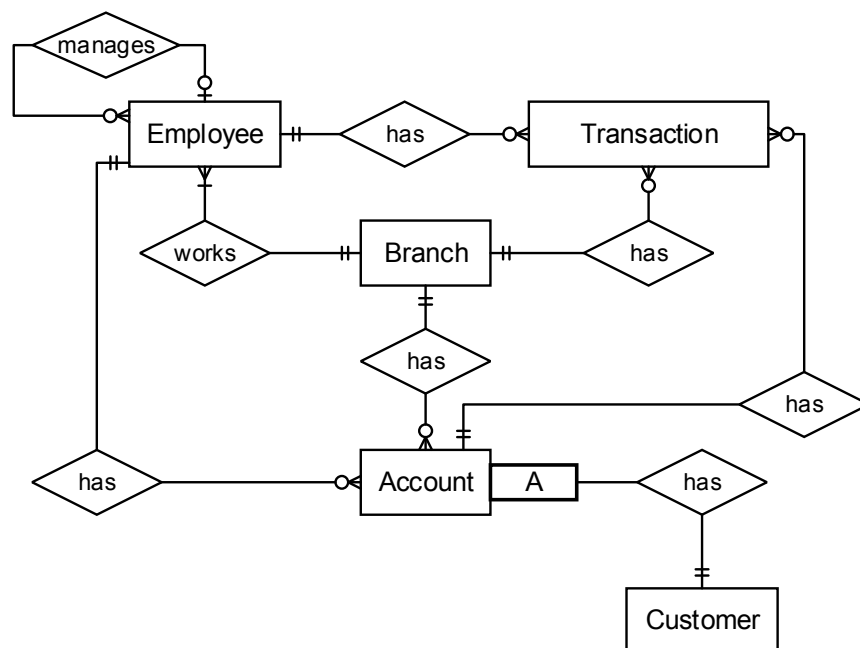 manages
Employee
has
Transaction
works
Branch
has
has
has
has
Account
A
has
Customer